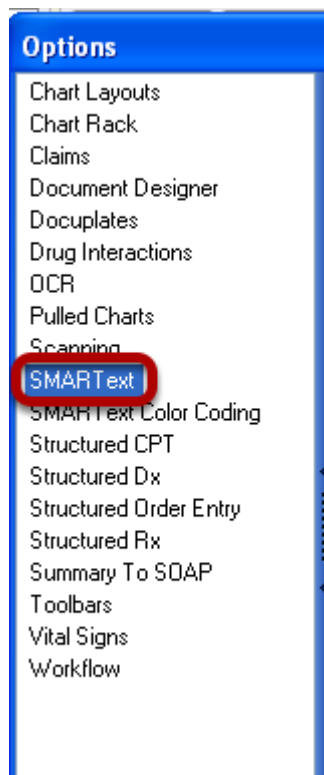 Options
Chart Layouts
Chart Rack
Claims
Document Designer
Docuplates
Drug Interactions
OCR
Pulled Charts
Scanning
SMARText
SMARText Color Coding
Structured CPT
Structured Dx
Structured Order Entry
Structured Rx
Summary To SOAP
Toolbars
Vital Signs
Workflow